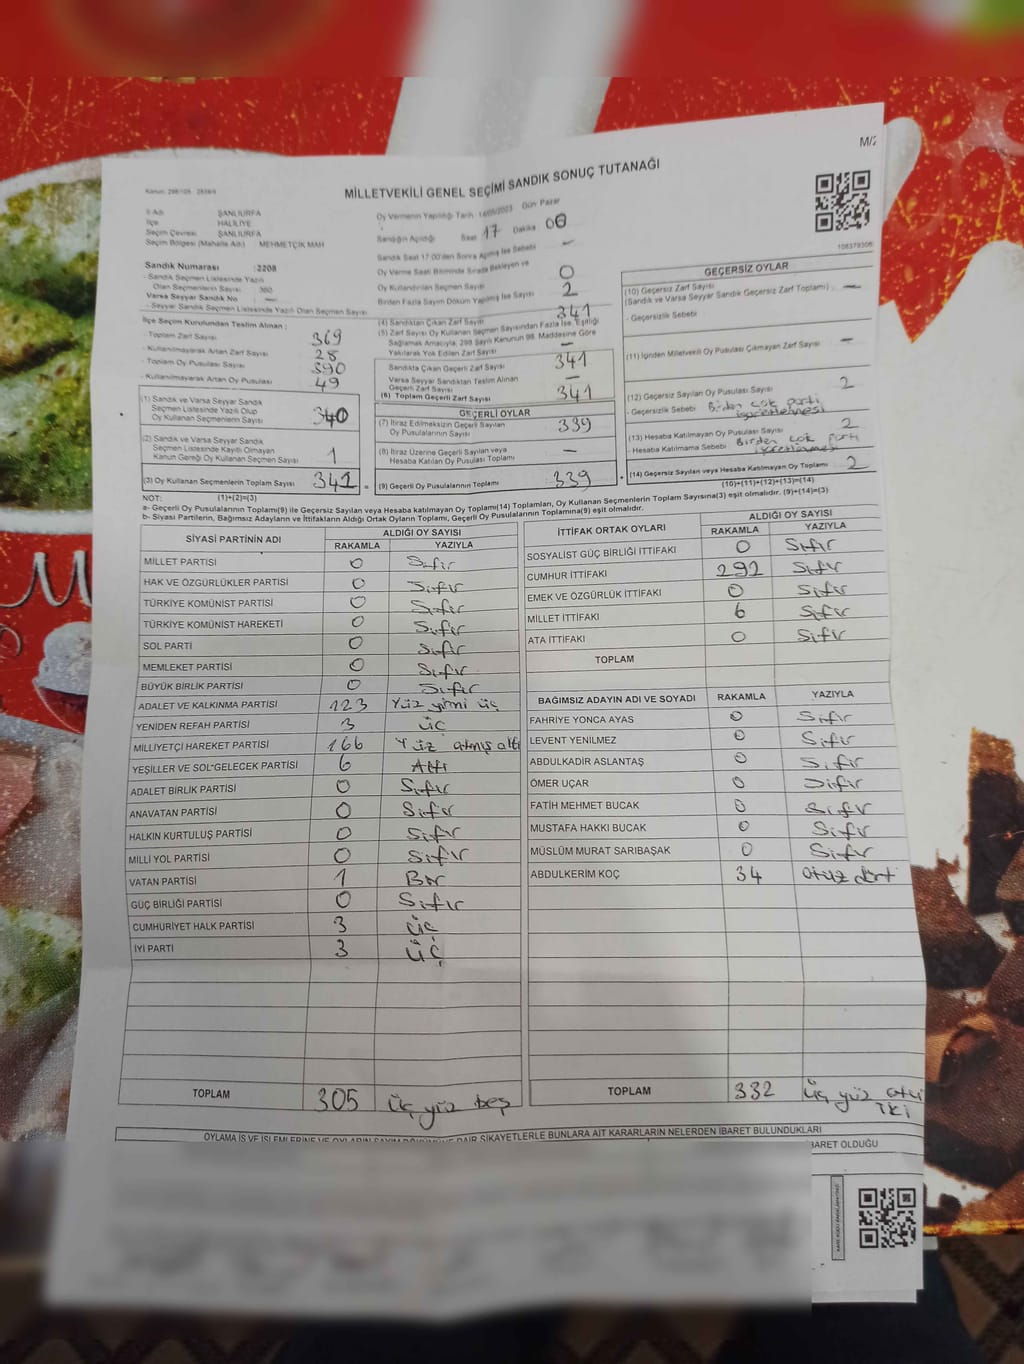 M/2
MİLLETVEKİLİ GENEL SEÇİMİ SANDIK SONUÇ TUTANAĞI
İl Adı ŞANLIURFA
İlçe HALİLİYE
Seçim Çevresi ŞANLIURFA
Seçim Bölgesi (Mahalle Adı) MEHMETÇİK MAH
Sandık Numarası :2208
- Sandık Seçmen Listesinde Yazılı
Olan Seçmenlerin Sayısı 380
Varsa Seyyar Sandık No —
- Seyyar Sandık Seçmen Listesinde Yazılı Olan Seçmen Sayısı
Oy Vermenin Yapıldığı Tarih 14/05/2023 Gün Pazar
Sandığın Açıldığı Saat 17 Dakika 06
Sandık Saat 17:00'den Sonra Açılmış İse Sebebi —
Oy Verme Saati Bitiminde Sırada Bekleyen ve
Oy Kullandırılan Seçmen Sayısı 0
Birden Fazla Sayım Döküm Yapılmış İse Sayısı 2
İlçe Seçim Kurulundan Teslim Alınan :
- Toplam Zarf Sayısı 369
- Kullanılmayarak Artan Zarf Sayısı 28
- Toplam Oy Pusulası Sayısı 390
- Kullanılmayarak Artan Oy Pusulası 49
(1) Sandık ve Varsa Seyyar Sandık
Seçmen Listesinde Yazılı Olup
Oy Kullanan Seçmenlerin Sayısı 340
(2) Sandık ve Varsa Seyyar Sandık
Seçmen Listesinde Kayıtlı Olmayan
Kanun Gereği Oy Kullanan Seçmen Sayısı 1
(3) Oy Kullanan Seçmenlerin Toplam Sayısı 341
(4) Sandıktan Çıkan Zarf Sayısı 341
(5) Zarf Sayısı Oy Kullanan Seçmen Sayısından Fazla İse, Eşitliği
Sağlamak Amacıyla, 298 Sayılı Kanunun 98. Maddesine Göre
Yakılarak Yok Edilen Zarf Sayısı —
Sandıkta Çıkan Geçerli Zarf Sayısı 341
Varsa Seyyar Sandıktan Teslim Alınan
Geçerli Zarf Sayısı —
(6) Toplam Geçerli Zarf Sayısı 341
GEÇERLİ OYLAR
(7) İtiraz Edilmeksizin Geçerli Sayılan
Oy Pusulalarının Sayısı 339
(8) İtiraz Üzerine Geçerli Sayılan veya
Hesaba Katılan Oy Pusulası Toplamı —
(9) Geçerli Oy Pusulalarının Toplamı 339
158379306
GEÇERSİZ OYLAR
(10) Geçersiz Zarf Sayısı —
(Sandık ve Varsa Seyyar Sandık Geçersiz Zarf Toplamı)
- Geçersizlik Sebebi
(11) İçinden Milletvekili Oy Pusulası Çıkmayan Zarf Sayısı —
(12) Geçersiz Sayılan Oy Pusulası Sayısı 2
- Geçersizlik Sebebi Birden çok parti
(13) Hesaba Katılmayan Oy Pusulası Sayısı 2
- Hesaba Katılmama Sebebi Birden çok parti
(14) Geçersiz Sayılan veya Hesaba Katılmayan Oy Toplamı 2
(10)+(11)+(12)+(13)=(14)
NOT: (1)+(2)=(3)
a- Geçerli Oy Pusulaları Toplamı(9) ile Geçersiz Sayılan veya Hesaba katılmayan Oy Toplamı(14) Toplamları, Oy Kullanan Seçmenlerin Toplam Sayısına(3) eşit olmalıdır. (9)+(14)=(3)
b- Siyasi Partilerin, Bağımsız Adayların ve İttifakların Aldığı Ortak Oyların Toplamı, Geçerli Oy Pusulalarının Toplamına(9) eşit olmalıdır.
SİYASİ PARTİNİN ADI ALDIĞI OY SAYISI
RAKAMLA YAZIYLA
MİLLET PARTİSİ 0 Sıfır
HAK VE ÖZGÜRLÜKLER PARTİSİ 0 Sıfır
TÜRKİYE KOMÜNİST PARTİSİ 0 Sıfır
TÜRKİYE KOMÜNİST HAREKETİ 0 Sıfır
SOL PARTİ 0 Sıfır
MEMLEKET PARTİSİ 0 Sıfır
BÜYÜK BİRLİK PARTİSİ 0 Sıfır
ADALET VE KALKINMA PARTİSİ 123 Yüz yirmi üç
YENİDEN REFAH PARTİSİ 3 üç
MİLLİYETÇİ HAREKET PARTİSİ 166 Yüz atmış altı
YEŞİLLER VE SOL GELECEK PARTİSİ 6 Altı
ADALET BİRLİK PARTİSİ 0 Sıfır
ANAVATAN PARTİSİ 0 Sıfır
HALKIN KURTULUŞ PARTİSİ 0 Sıfır
MİLLİ YOL PARTİSİ 0 Sıfır
VATAN PARTİSİ 1 Bir
GÜÇ BİRLİĞİ PARTİSİ 0 Sıfır
CUMHURİYET HALK PARTİSİ 3 üç
İYİ PARTİ 3 üç
TOPLAM 305 üç yüz beş
İTTİFAK ORTAK OYLARI ALDIĞI OY SAYISI
RAKAMLA YAZIYLA
SOSYALİST GÜÇ BİRLİĞİ İTTİFAKI 0 Sıfır
CUMHUR İTTİFAKI 292 Sıfır
EMEK VE ÖZGÜRLÜK İTTİFAKI 0 Sıfır
MİLLET İTTİFAKI 6 Sıfır
ATA İTTİFAKI 0 Sıfır
TOPLAM
BAĞIMSIZ ADAYIN ADI VE SOYADI RAKAMLA YAZIYLA
FAHRİYE YONCA AYAS 0 Sıfır
LEVENT YENİLMEZ 0 Sıfır
ABDULKADİR ASLANTAŞ 0 Sıfır
ÖMER UÇAR 0 Sıfır
FATİH MEHMET BUCAK 0 Sıfır
MUSTAFA HAKKI BUCAK 0 Sıfır
MÜSLÜM MURAT SARIBAŞAK 0 Sıfır
ABDULKERİM KOÇ 34 otuz dört
TOPLAM 332 üç yüz otuz
iki
OYLAMA İŞ VE İŞLEMLERİNE VE OYLARIN SAYIM DÖKÜMÜNE DAİR ŞİKAYETLERLE BUNLARA AİT KARARLARIN NELERDEN İBARET BULUNDUKLARI
BARET OLDUĞU